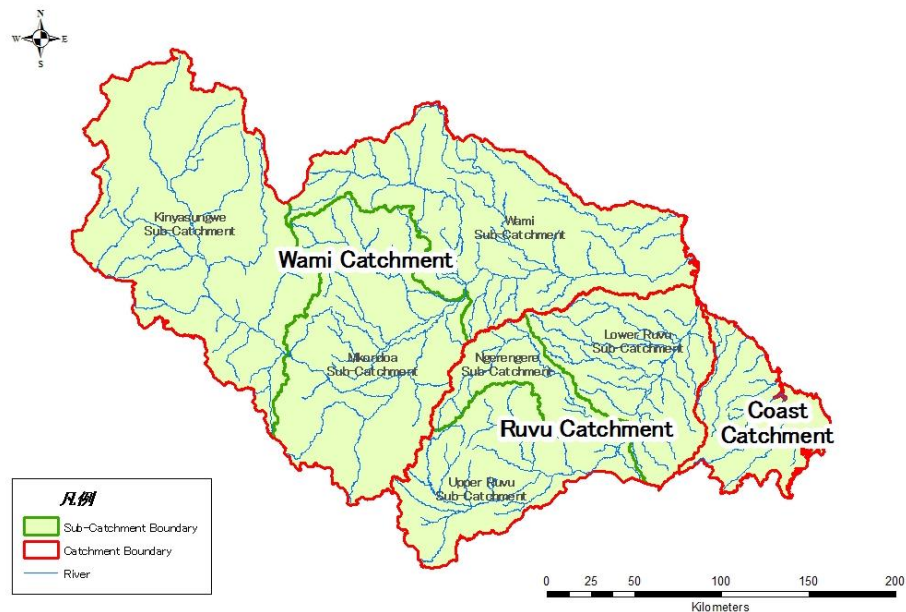 N
W E
S
Kinyasungwe
Sub-Catchment
Wami
Sub-Catchment
Wami Catchment
Mkondoa
Sub-Catchment
Ngerengere
Sub-Catchment
Lower Ruvu
Sub-Catchment
Ruvu Catchment
Coast
Catchment
Upper Ruvu
Sub-Catchment
凡例
Sub-Catchment Boundary
Catchment Boundary
River
0 25 50 100 150 200
Kilometers